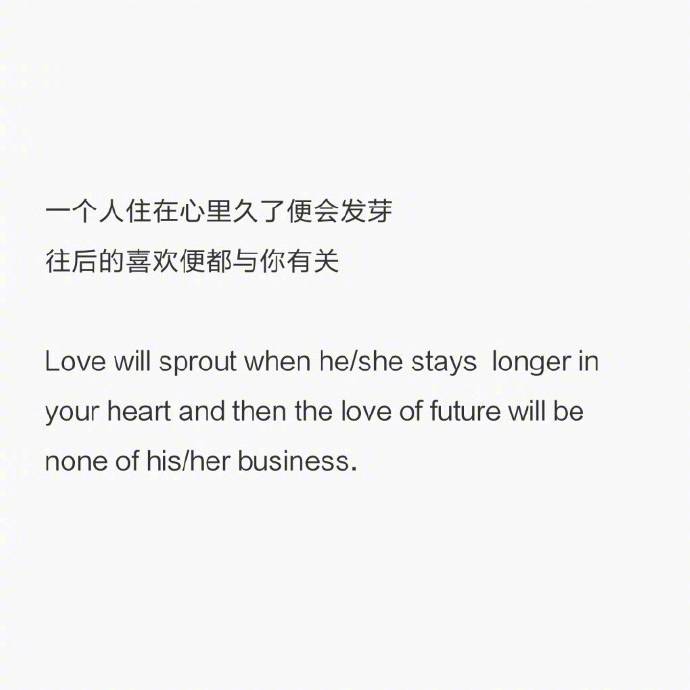 一个人住在心里久了便会发芽
往后的喜欢便都与你有关
Love will sprout when he/she stays  longer in
your heart and then the love of future will be
none of his/her business.